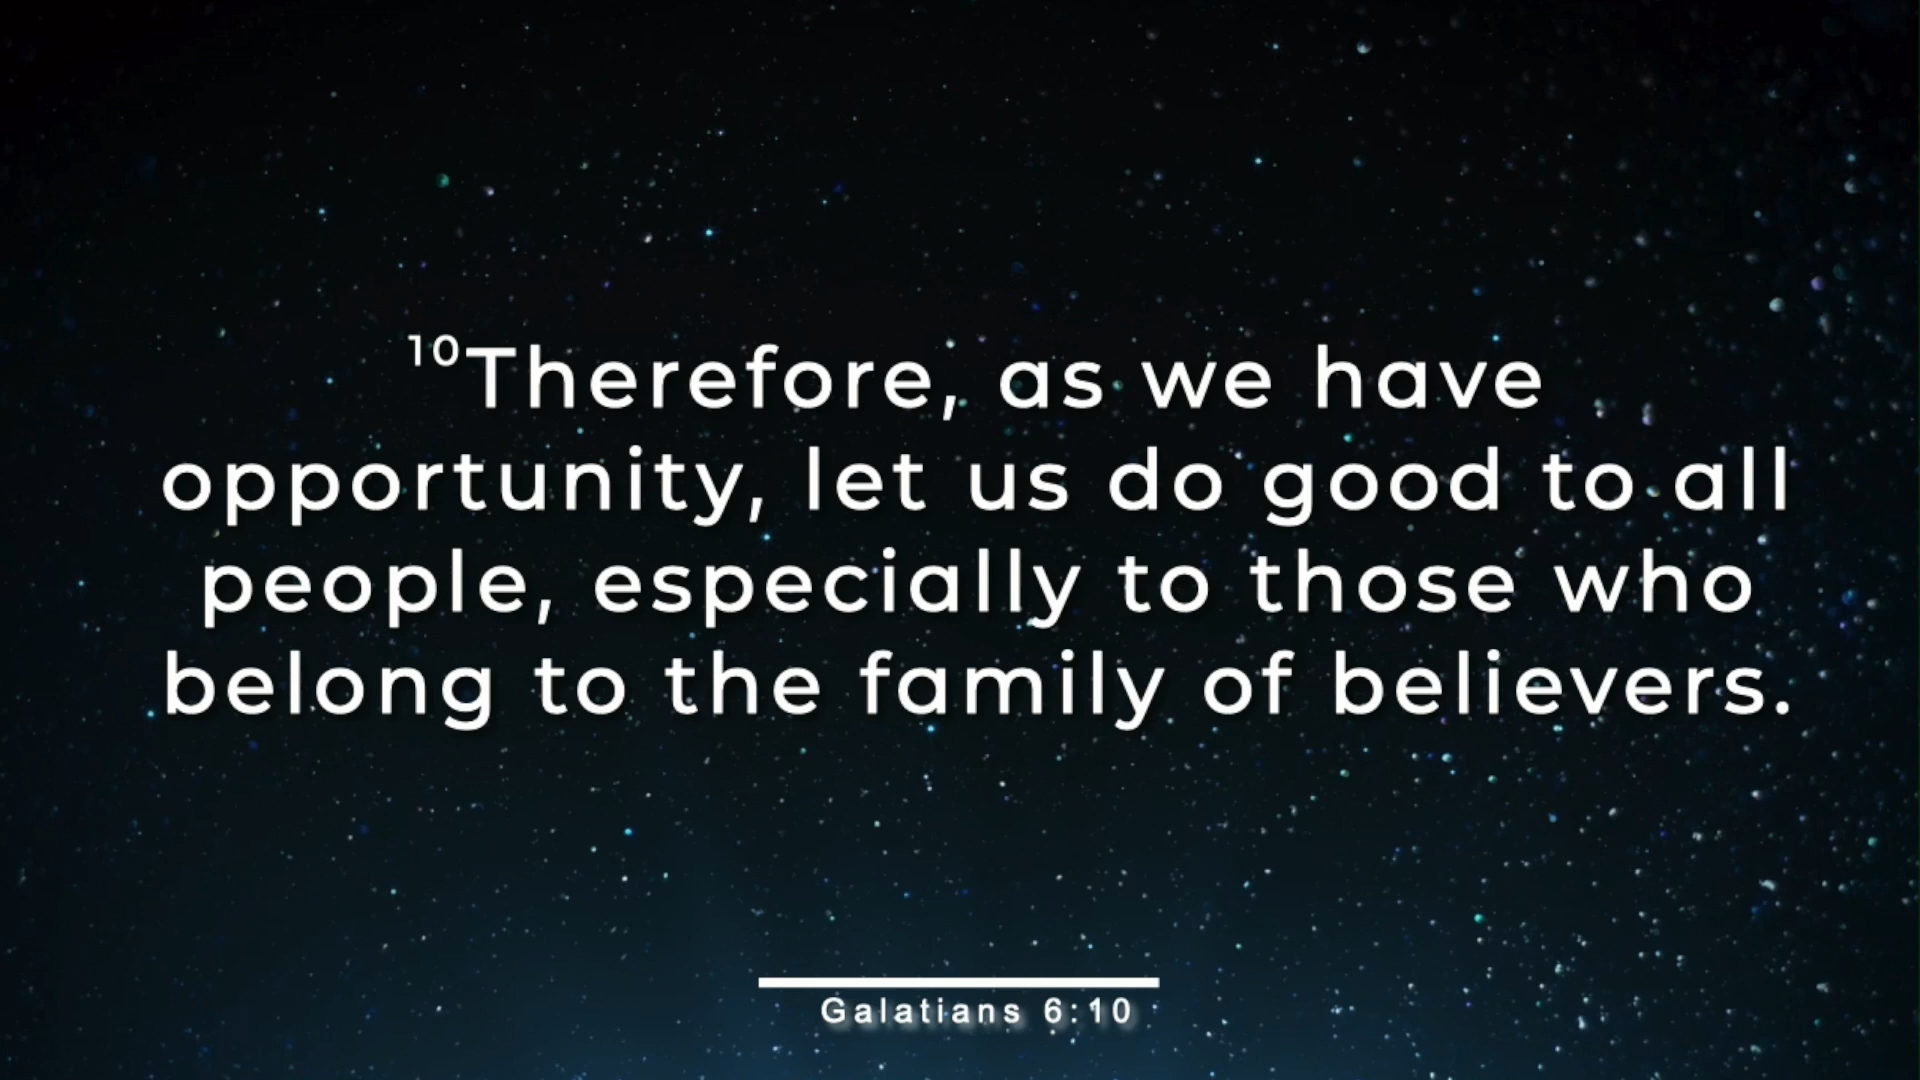 ¹⁰Therefore, as we have
opportunity, let us do good to all
people, especially to those who
belong to the family of believers.
Galatians 6:10